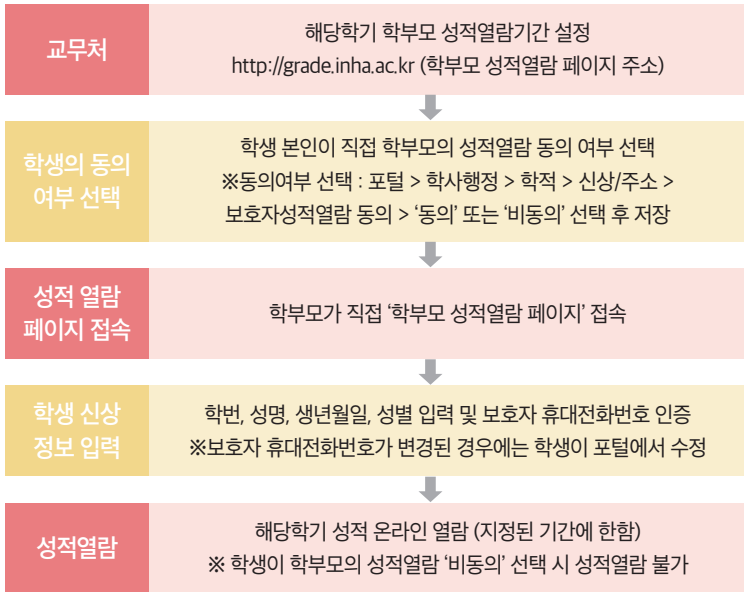 교무처
해당학기 학부모 성적열람기간 설정
http://grade.inha.ac.kr (학부모 성적열람 페이지 주소)
학생의 동의
여부 선택
학생 본인이 직접 학부모의 성적열람 동의 여부 선택
※동의여부 선택 : 포털 > 학사행정 > 학적 > 신상/주소 >
보호자성적열람 동의 > ‘동의’ 또는 ‘비동의’ 선택 후 저장
성적 열람
페이지 접속
학부모가 직접 ‘학부모 성적열람 페이지’ 접속
학생 신상
정보 입력
학번, 성명, 생년월일, 성별 입력 및 보호자 휴대전화번호 인증
※보호자 휴대전화번호가 변경된 경우에는 학생이 포털에서 수정
성적열람
해당학기 성적 온라인 열람 (지정된 기간에 한함)
※ 학생이 학부모의 성적열람 ‘비동의’ 선택 시 성적열람 불가